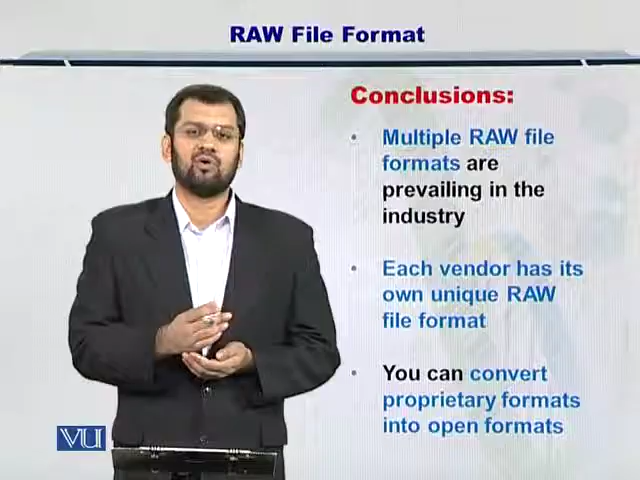 RAW File Format
Conclusions:
• Multiple RAW file
formats are
prevailing in the
industry
• Each vendor has its
own unique RAW
file format
• You can convert
proprietary formats
into open formats
VU